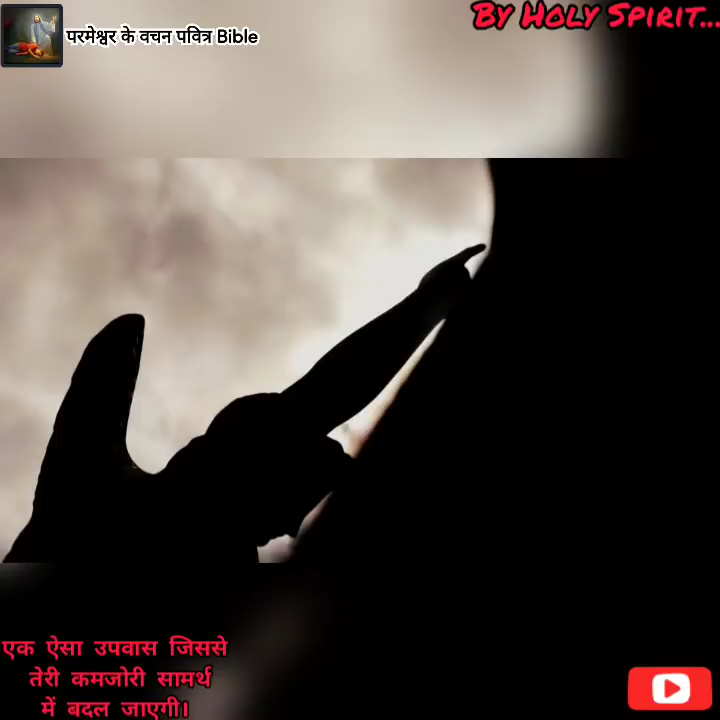 परमेश्वर के वचन पवित्र Bible
By Holy Spirit...
एक ऐसा उपवास जिससे
तेरी कमजोरी सामर्थ
में बदल जाएगी।